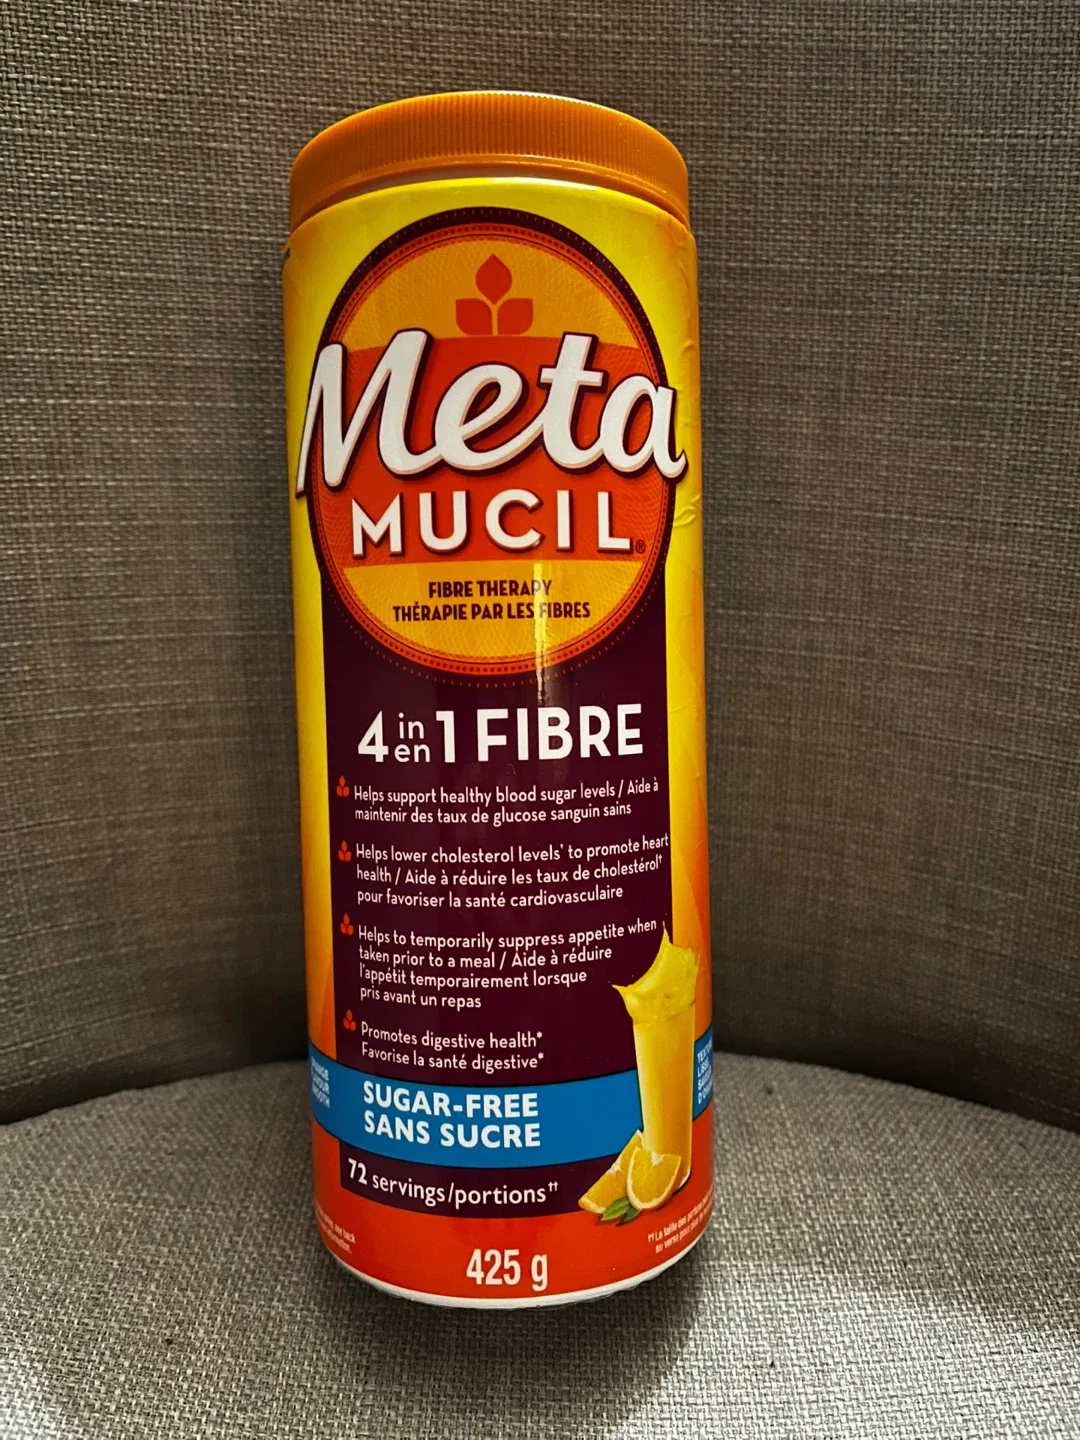 Meta
MUCIL®
FIBRE THERAPY
THÉRAPIE PAR LES FIBRES
4 in en 1 FIBRE
Helps support healthy blood sugar levels / Aide à
maintenir des taux de glucose sanguin sains
Helps lower cholesterol levels† to promote heart
health / Aide à réduire les taux de cholestérol†
pour favoriser la santé cardiovasculaire
Helps to temporarily suppress appetite when
taken prior to a meal / Aide à réduire
l'appétit temporairement lorsque
pris avant un repas
Promotes digestive health*
Favorise la santé digestive*
SUGAR-FREE
SANS SUCRE
72 servings/portions††
425 g